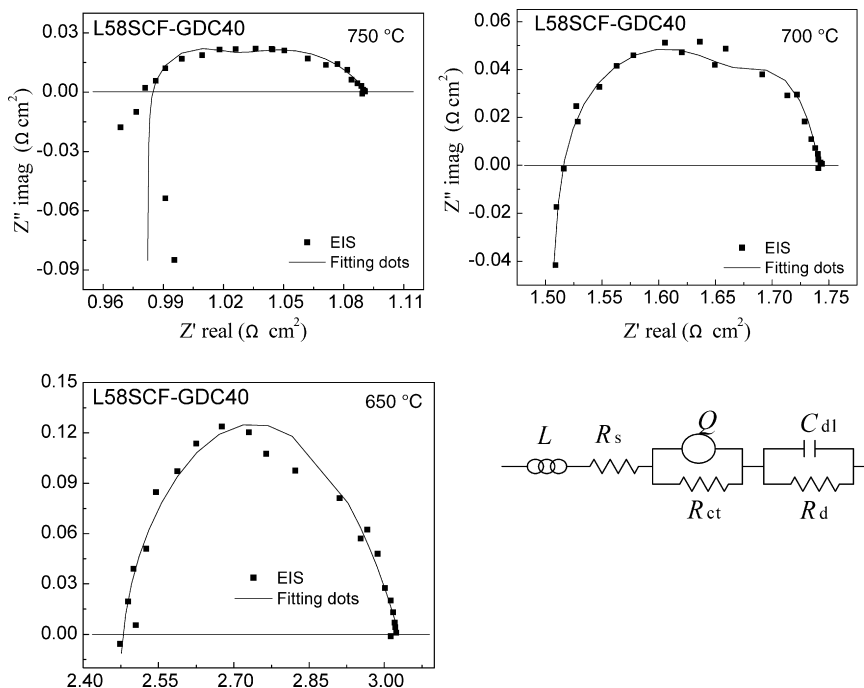 L58SCF-GDC40
750 °C
0.03
0.00
-0.03
-0.06
-0.09
Z'' imag (Ω cm²)
EIS
Fitting dots
0.96 0.99 1.02 1.05 1.08 1.11
Z' real (Ω cm²)
L58SCF-GDC40
700 °C
0.06
0.04
0.02
0.00
-0.02
-0.04
Z'' imag (Ω cm²)
EIS
Fitting dots
1.50 1.55 1.60 1.65 1.70 1.75
Z' real (Ω cm²)
L58SCF-GDC40
650 °C
0.15
0.12
0.09
0.06
0.03
0.00
EIS
Fitting dots
2.40 2.55 2.70 2.85 3.00
L Rs Q Cdl
Rct Rd